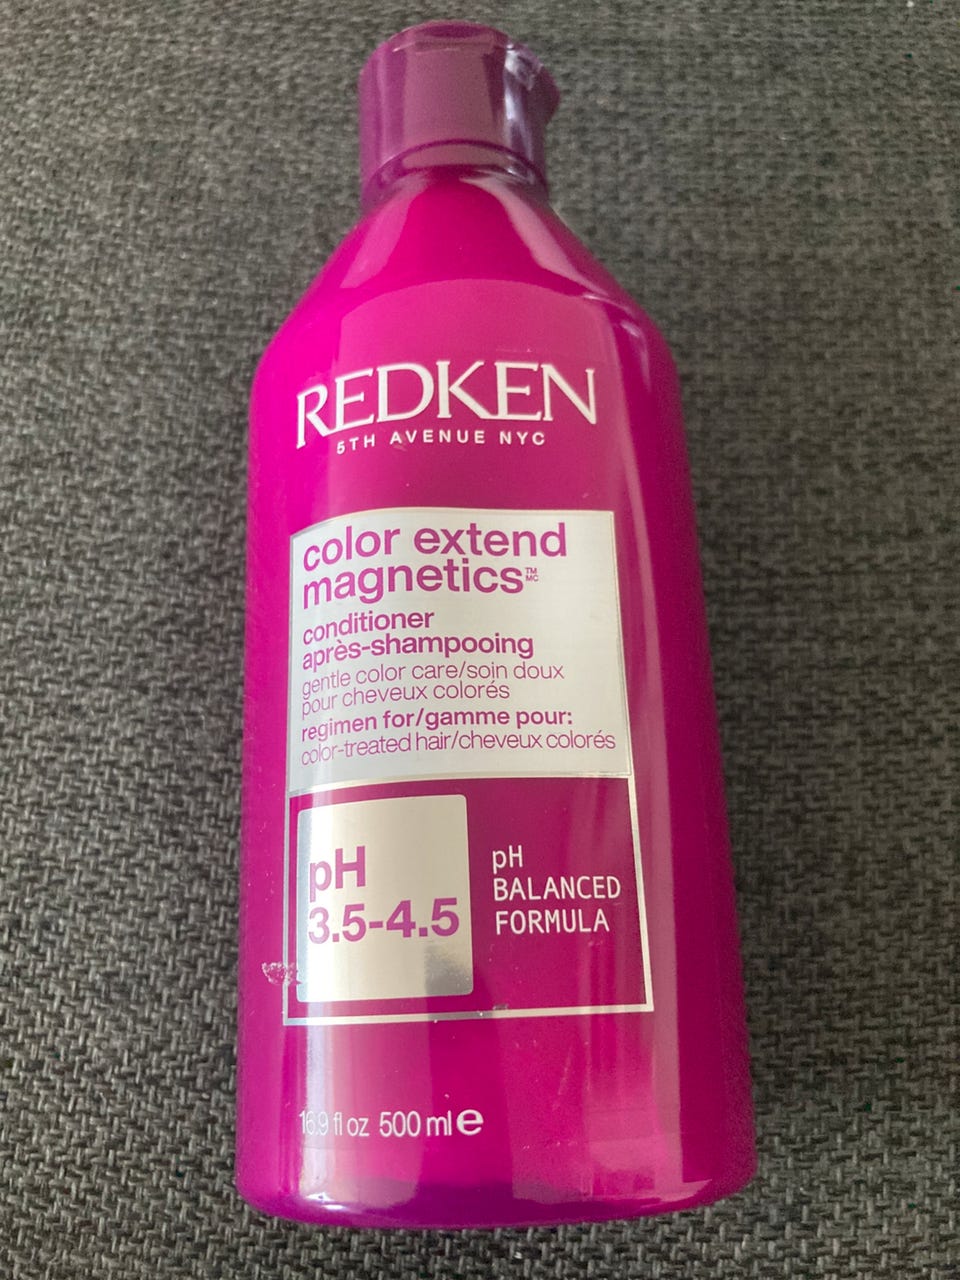 REDKEN
5TH AVENUE NYC
color extend
magnetics™ MC
conditioner
après-shampooing
gentle color care/soin doux
pour cheveux colorés
regimen for/gamme pour:
color-treated hair/cheveux colorés
pH
3.5-4.5
pH
BALANCED
FORMULA
16.9 fl oz 500 ml e